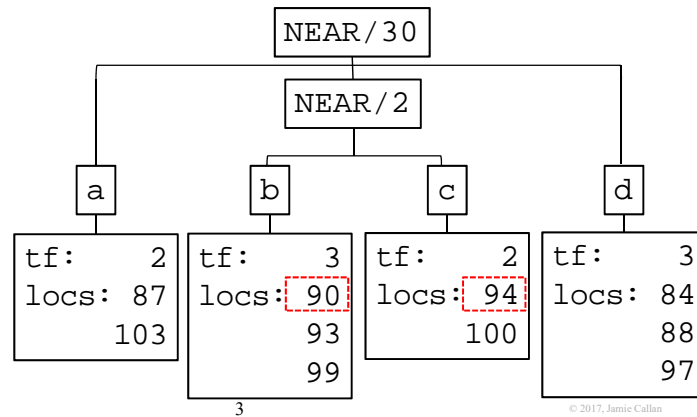 NEAR/30
NEAR/2
a b c d
tf: 2 tf: 3 tf: 2 tf: 3
locs: 87 locs: 90 locs: 94 locs: 84
103 93 100 88
99 97
3
© 2017, Jamie Callan